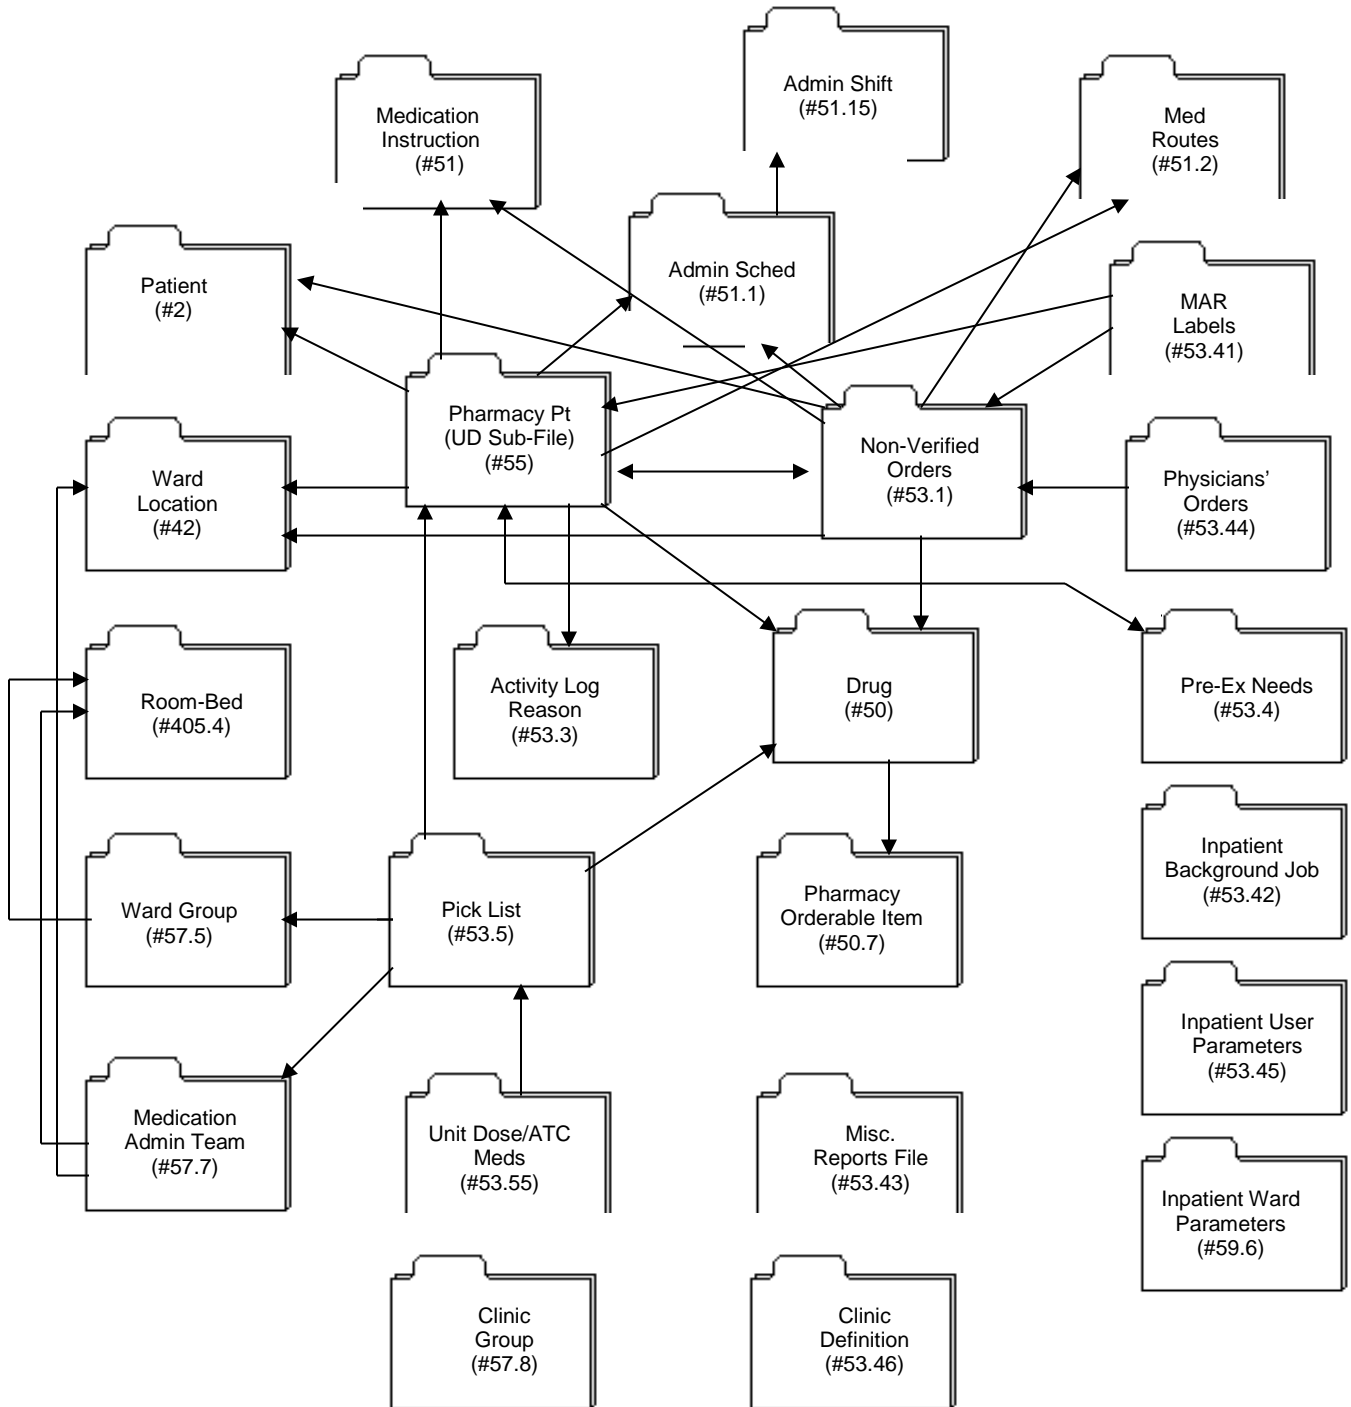 Admin Shift
(#51.15)
Medication
Instruction
(#51)
Med
Routes
(#51.2)
Patient
(#2)
Admin Sched
(#51.1)
MAR
Labels
(#53.41)
Pharmacy Pt
(UD Sub-File)
(#55)
Non-Verified
Orders
(#53.1)
Ward
Location
(#42)
Physicians’
Orders
(#53.44)
Room-Bed
(#405.4)
Activity Log
Reason
(#53.3)
Drug
(#50)
Pre-Ex Needs
(#53.4)
Inpatient
Background Job
(#53.42)
Ward Group
(#57.5)
Pick List
(#53.5)
Pharmacy
Orderable Item
(#50.7)
Inpatient User
Parameters
(#53.45)
Medication
Admin Team
(#57.7)
Unit Dose/ATC
Meds
(#53.55)
Misc.
Reports File
(#53.43)
Inpatient Ward
Parameters
(#59.6)
Clinic
Group
(#57.8)
Clinic
Definition
(#53.46)